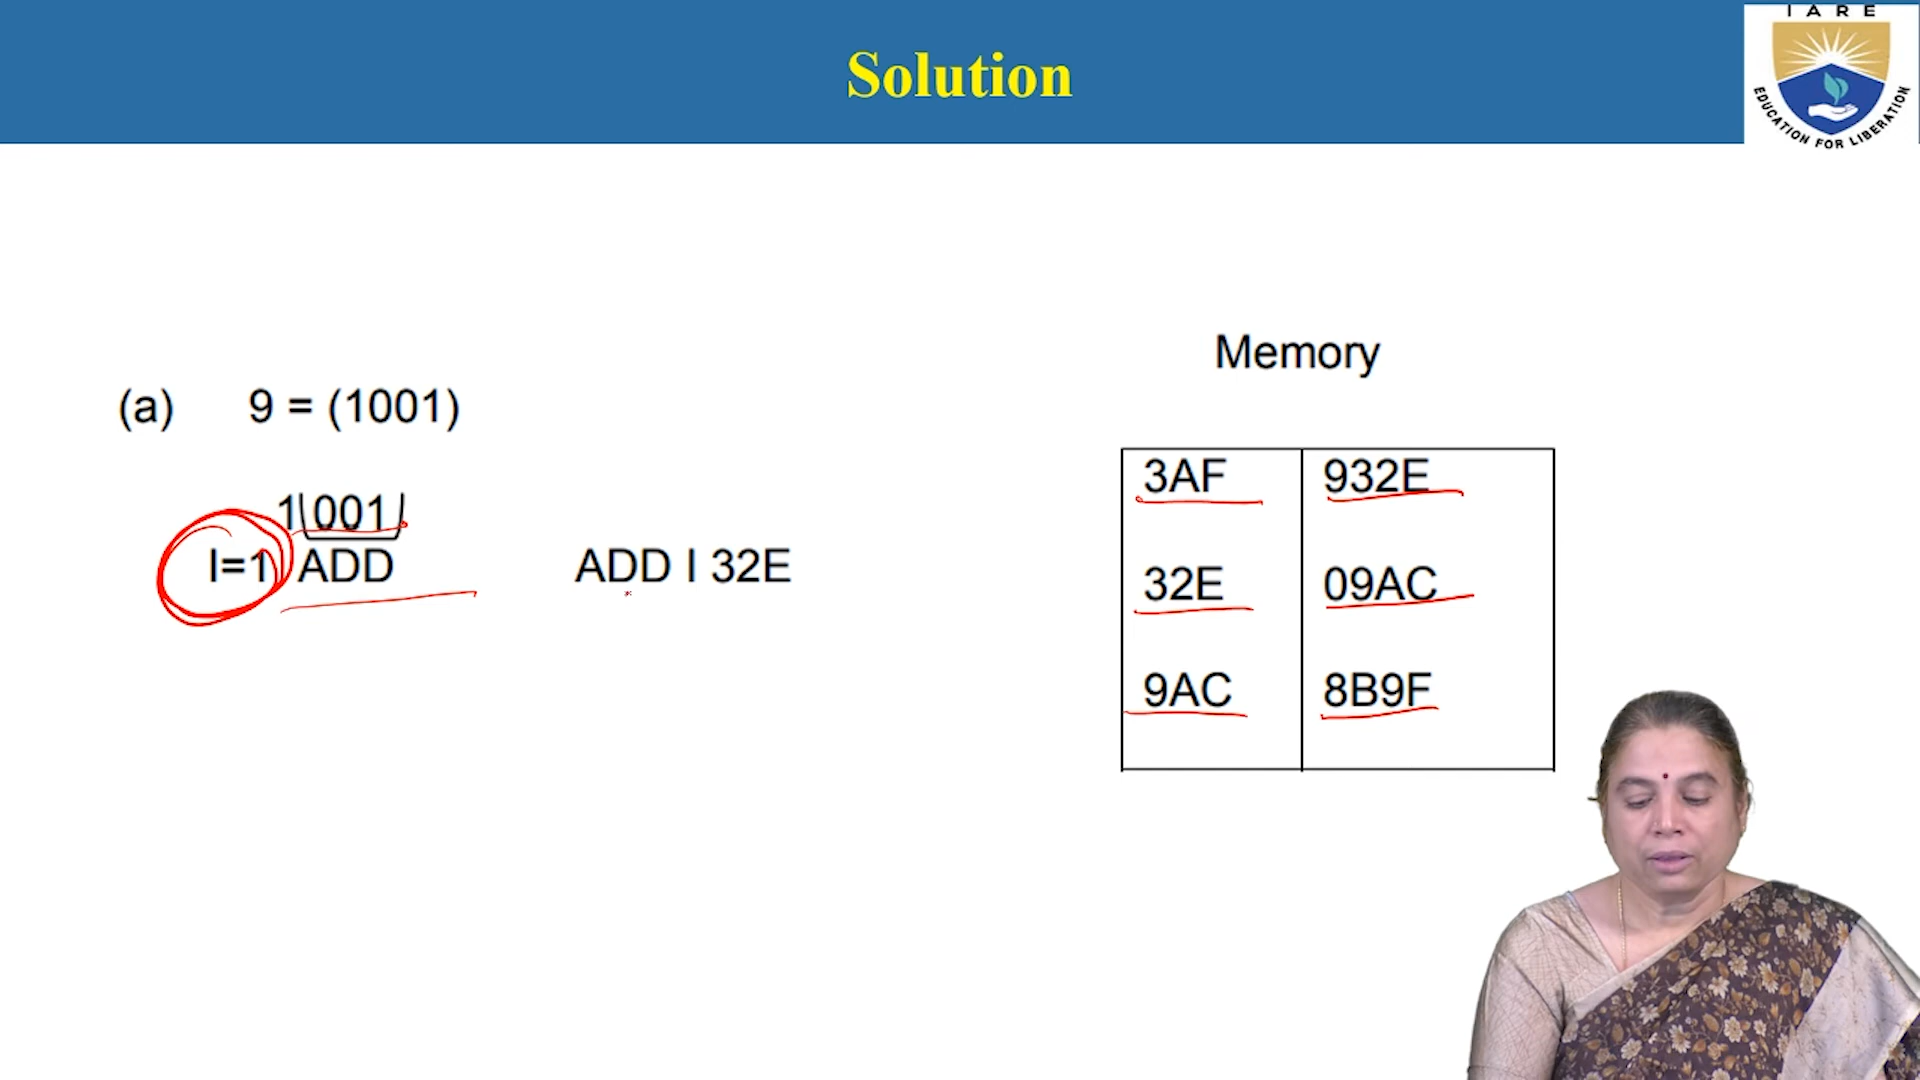 Solution
IARE
EDUCATION FOR LIBERATION
Memory
(a) 9 = (1001)
1 001
I=1 ADD
ADD I 32E
3AF 932E
32E 09AC
9AC 8B9F